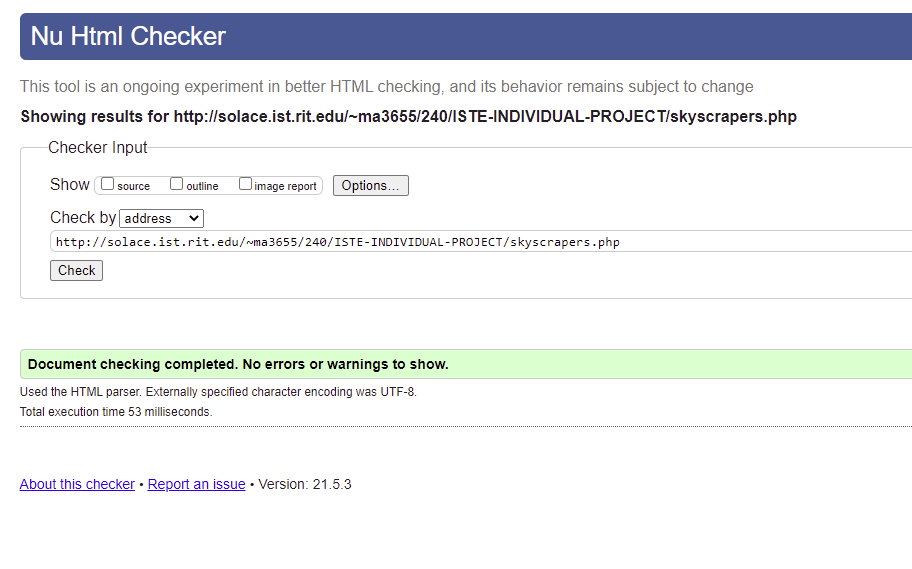 Nu Html Checker
This tool is an ongoing experiment in better HTML checking, and its behavior remains subject to change
Showing results for http://solace.ist.rit.edu/~ma3655/240/ISTE-INDIVIDUAL-PROJECT/skyscrapers.php
Checker Input
Show source outline image report Options...
Check by address
http://solace.ist.rit.edu/~ma3655/240/ISTE-INDIVIDUAL-PROJECT/skyscrapers.php
Check
Document checking completed. No errors or warnings to show.
Used the HTML parser. Externally specified character encoding was UTF-8.
Total execution time 53 milliseconds.
About this checker • Report an issue • Version: 21.5.3